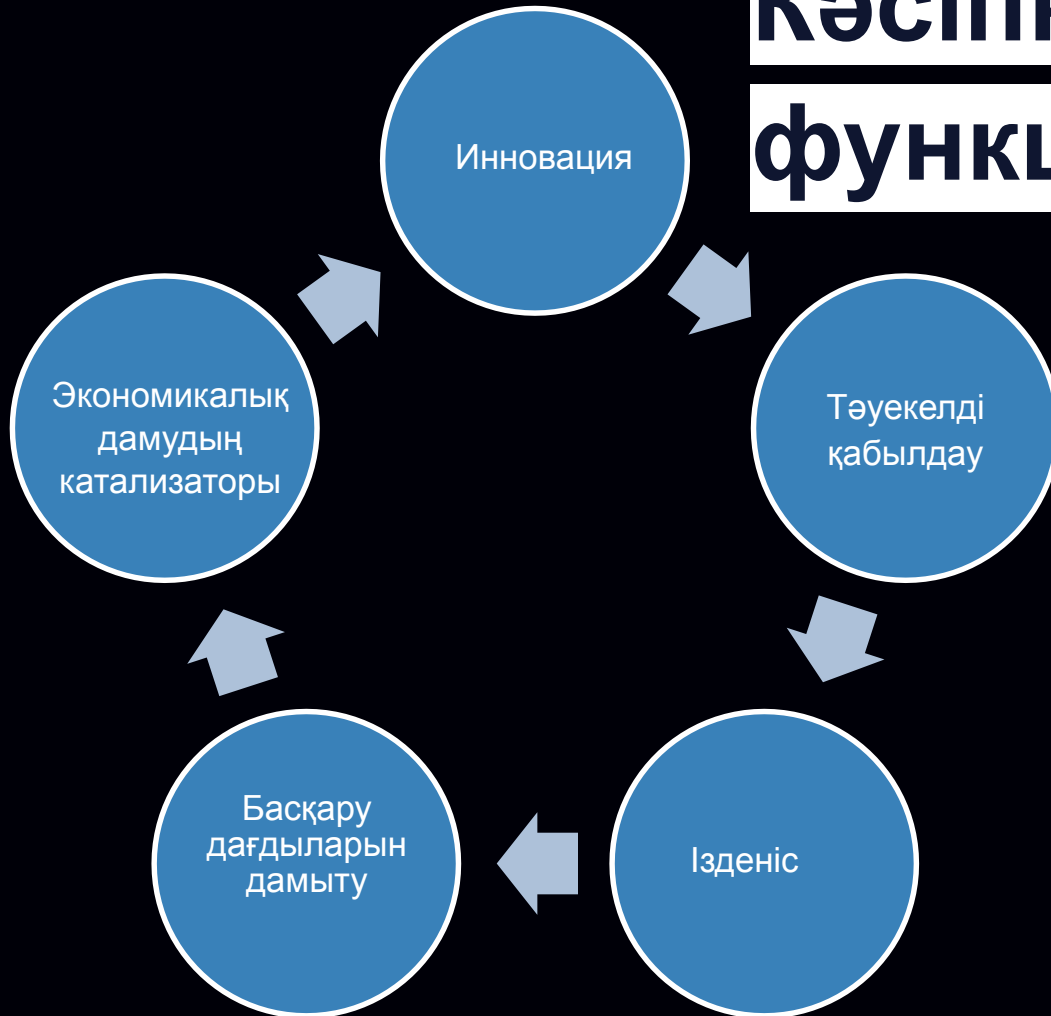 Инновация
Тәуекелді
қабылдау
Ізденіс
Басқару
дағдыларын
дамыту
Экономикалық
дамудың
катализаторы